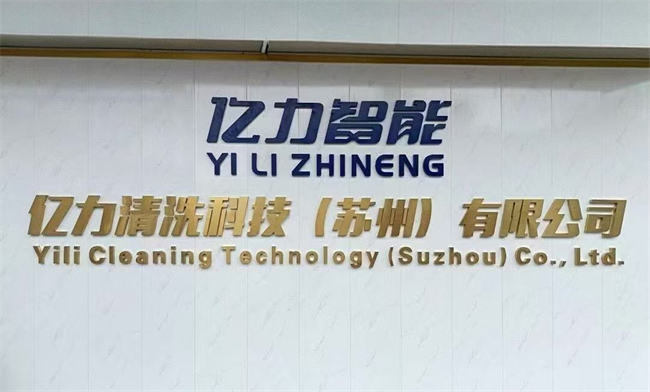 亿力智能
YI LI ZHINENG
亿力清洗科技（苏州）有限公司
Yili Cleaning Technology (Suzhou) Co., Ltd.